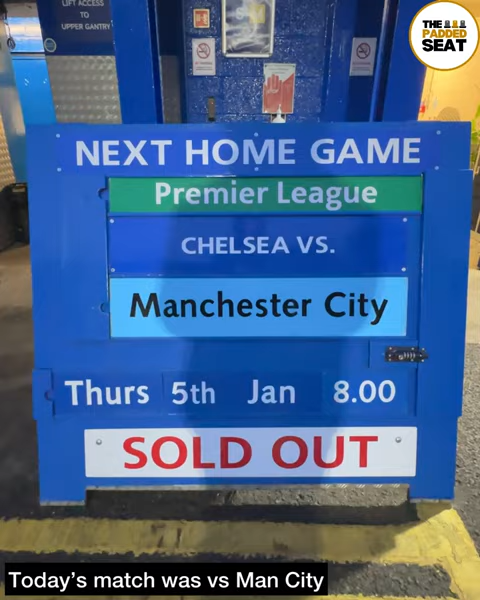 LIFT ACCESS
TO
UPPER GANTRY
THE
PADDED
SEAT
NEXT HOME GAME
Premier League
CHELSEA VS.
Manchester City
Thurs 5th Jan 8.00
SOLD OUT
Today's match was vs Man City